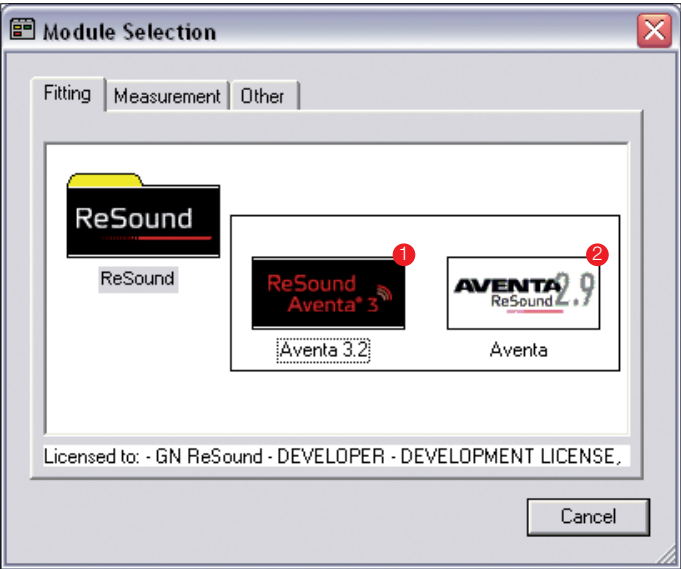 Module Selection
Fitting
Measurement
Other
ReSound
ReSound
ReSound
Aventa® 3
1
Aventa 3.2
AVENTA 2.9
ReSound
2
Aventa
Licensed to: - GN ReSound - DEVELOPER - DEVELOPMENT LICENSE,
Cancel